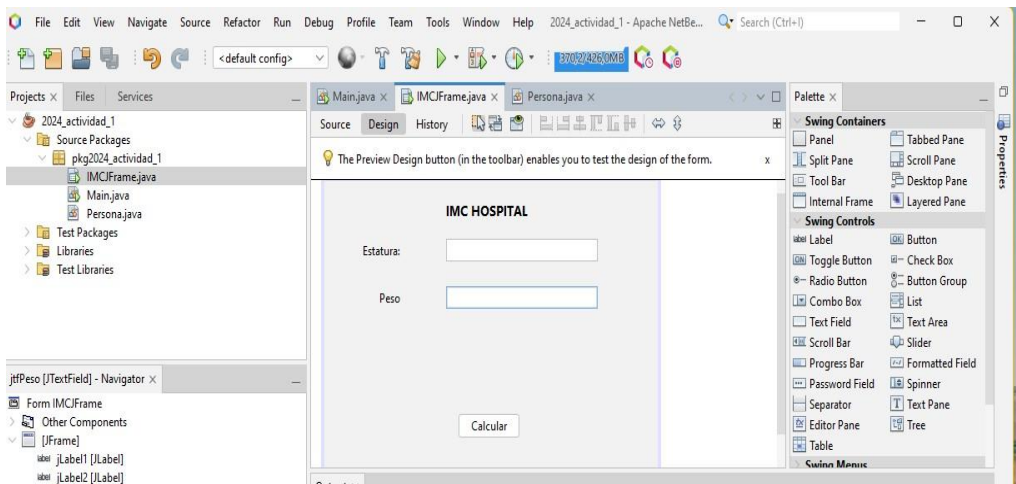 File Edit View Navigate Source Refactor Run Debug Profile Team Tools Window Help 2024_actividad_1 - Apache NetBe... Search (Ctrl+I)
<default config> 370,2/426,0MB
Projects Files Services
2024_actividad_1
Source Packages
pkg2024_actividad_1
IMCJFrame.java
Main.java
Persona.java
Test Packages
Libraries
Test Libraries
jtfPeso [JTextField] - Navigator
Form IMCJFrame
Other Components
[JFrame]
jLabel1 [JLabel]
jLabel2 [JLabel]
Main.java IMCJFrame.java Persona.java
Source Design History
The Preview Design button (in the toolbar) enables you to test the design of the form. x
IMC HOSPITAL
Estatura:
Peso
Calcular
Palette
Swing Containers
Panel Tabbed Pane
Split Pane Scroll Pane
Tool Bar Desktop Pane
Internal Frame Layered Pane
Swing Controls
Label Button
Toggle Button Check Box
Radio Button Button Group
Combo Box List
Text Field Text Area
Scroll Bar Slider
Progress Bar Formatted Field
Password Field Spinner
Separator Text Pane
Editor Pane Tree
Table
Swing Menus
Properties